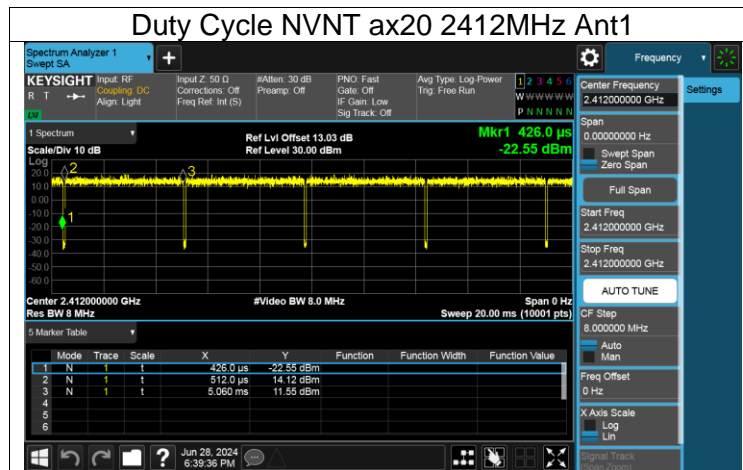 Duty Cycle NVNT ax20 2412MHz Ant1
Spectrum Analyzer 1
Swept SA
Frequency
KEYSIGHT Input: RF Input Z: 50 Ω #Atten: 30 dB PNO: Fast Avg Type: Log-Power 1 2 3 4 5 6
R T Coupling: DC Corrections: Off Preamp: Off Gate: Off Trig: Free Run W W W W W W
Align: Light Freq Ref: Int (S) IF Gain: Low P N N N N N
Sig Track: Off
Center Frequency
2.412000000 GHz
Settings
Span
0.00000000 Hz
Swept Span
Zero Span
Full Span
Start Freq
2.412000000 GHz
Stop Freq
2.412000000 GHz
AUTO TUNE
CF Step
8.000000 MHz
Auto
Man
Freq Offset
0 Hz
X Axis Scale
Log
Lin
Signal Track
(Span Zoom)
1 Spectrum Ref Lvl Offset 13.03 dB Mkr1 426.0 µs
Scale/Div 10 dB Ref Level 30.00 dBm -22.55 dBm
Log
20.0
10.0
0.00
-10.0
-20.0
-30.0
-40.0
-50.0
-60.0
2
3
1
Center 2.412000000 GHz #Video BW 8.0 MHz Span 0 Hz
Res BW 8 MHz Sweep 20.00 ms (10001 pts)
5 Marker Table
Mode Trace Scale X Y Function Function Width Function Value
1 N 1 t 426.0 µs -22.55 dBm
2 N 1 t 512.0 µs 14.12 dBm
3 N 1 t 5.060 ms 11.55 dBm
4
5
6
Jun 28, 2024
6:39:36 PM